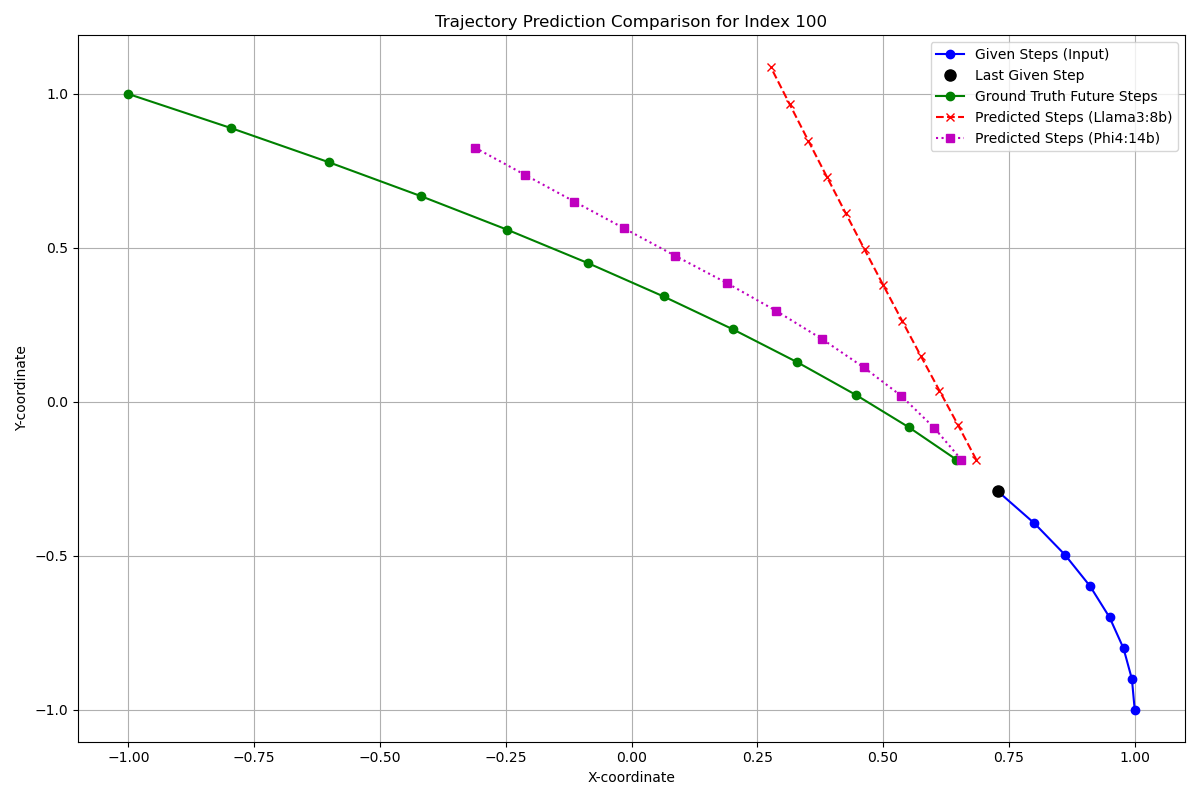 Trajectory Prediction Comparison for Index 100
Given Steps (Input)
Last Given Step
Ground Truth Future Steps
Predicted Steps (Llama3:8b)
Predicted Steps (Phi4:14b)
Y-coordinate
1.0
0.5
0.0
−0.5
−1.0
−1.00 −0.75 −0.50 −0.25 0.00 0.25 0.50 0.75 1.00
X-coordinate